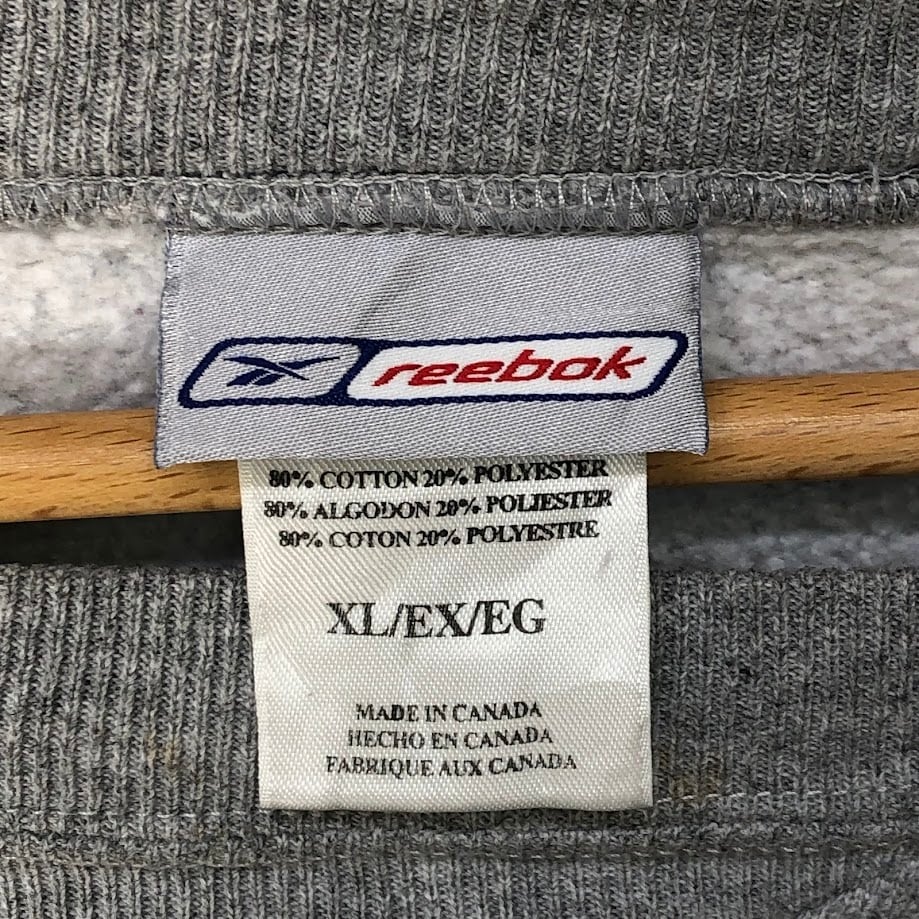 reebok
80% COTTON 20% POLYESTER
80% ALGODON 20% POLIESTER
80% COTON 20% POLYESTRE
XL/EX/EG
MADE IN CANADA
HECHO EN CANADA
FABRIQUE AUX CANADA